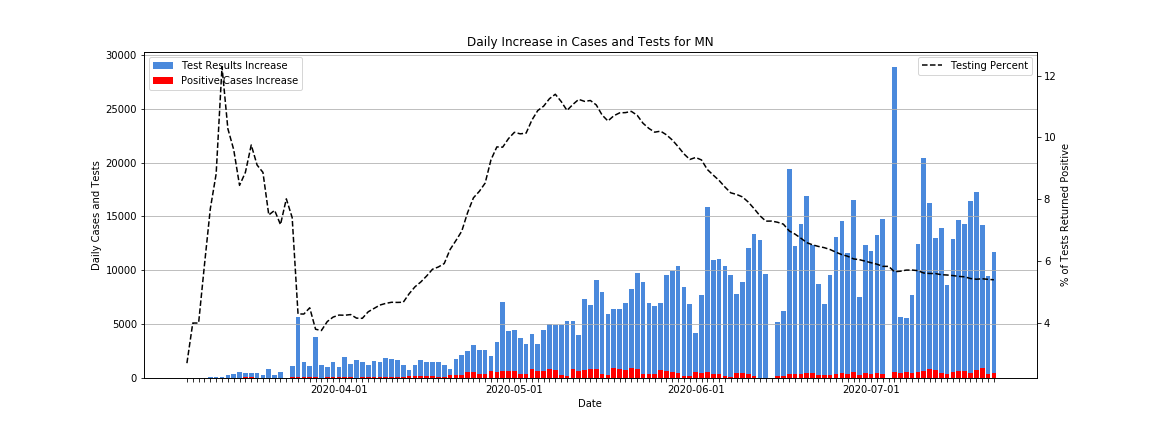 Daily Increase in Cases and Tests for MN
30000
25000
20000
15000
10000
5000
0
Daily Cases and Tests
Test Results Increase
Positive Cases Increase
Testing Percent
12
10
8
6
4
% of Tests Returned Positive
2020-04-01
2020-05-01
2020-06-01
2020-07-01
Date